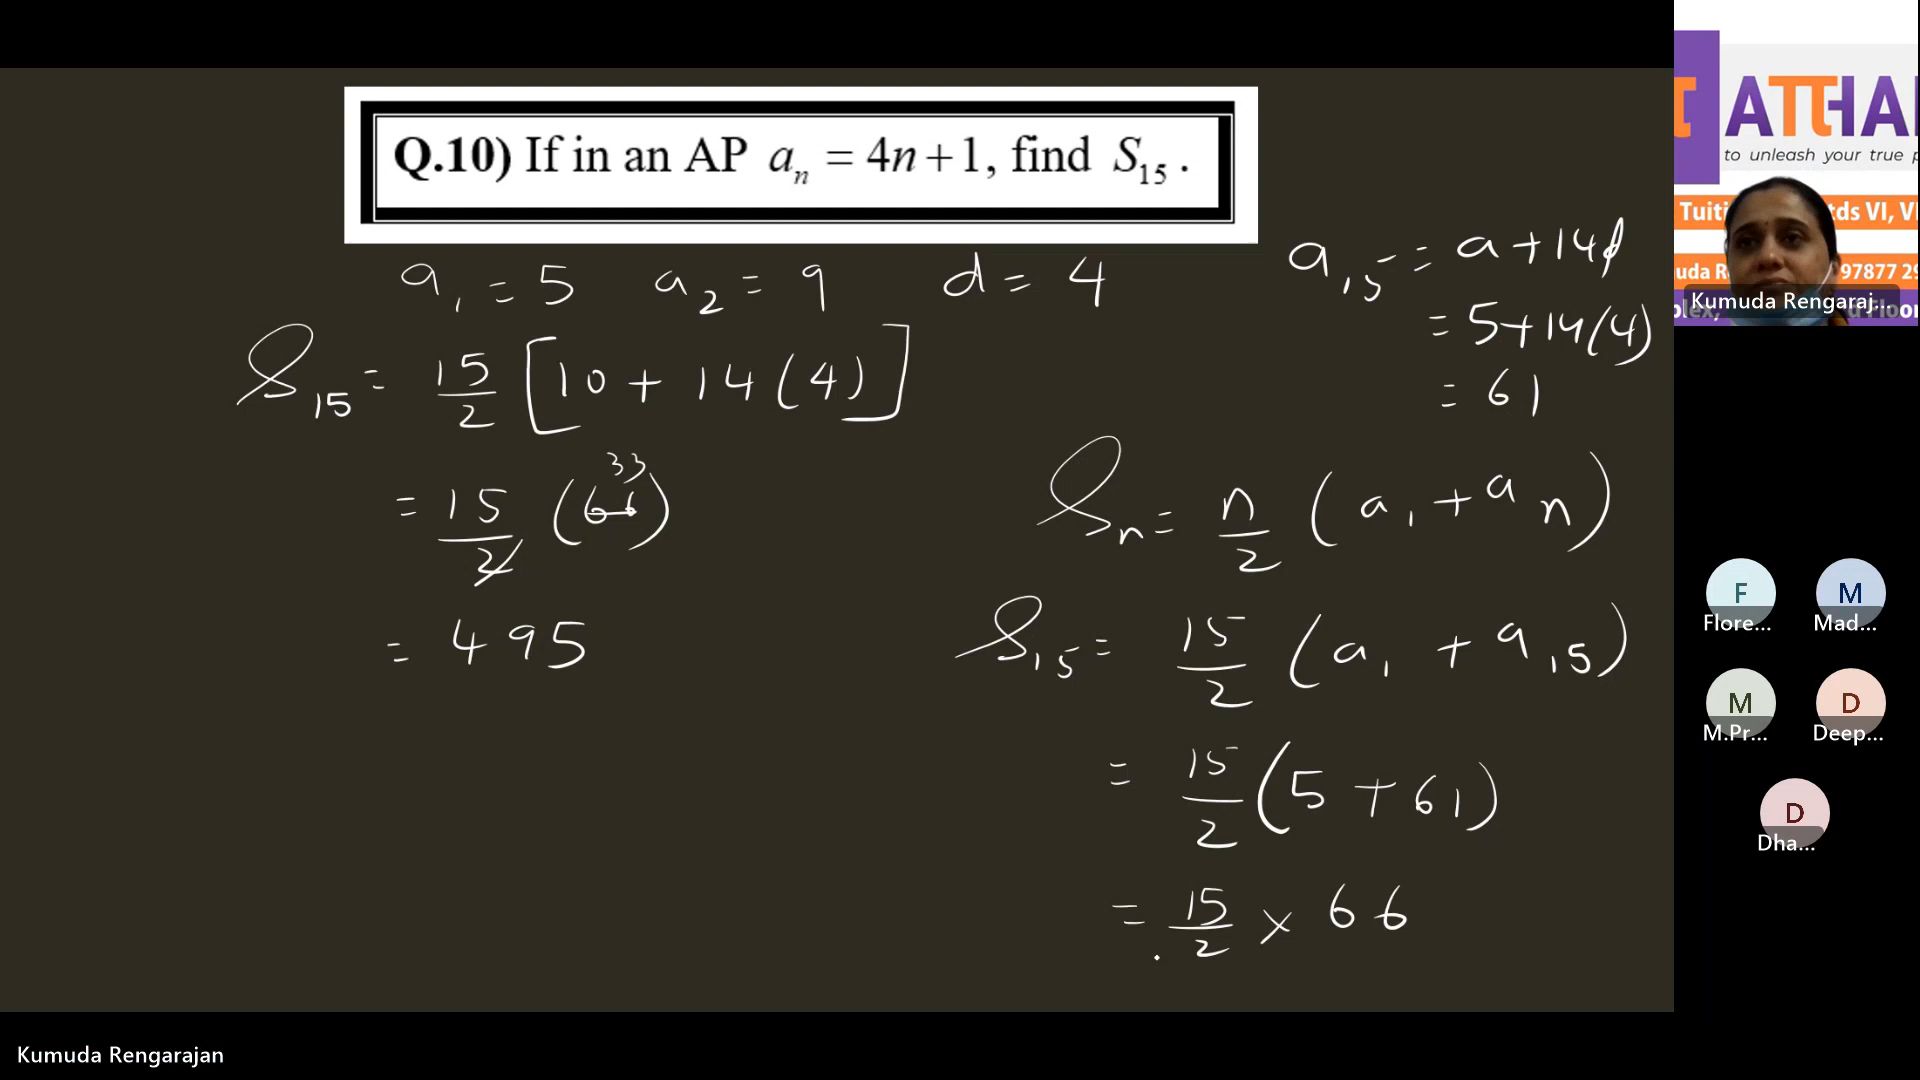 Q.10) If in an AP aₙ = 4n+1, find S₁₅.
a₁ = 5   a₂ = 9   d = 4
S₁₅ = 15/2 [10 + 14(4)]
= 15/2 (66) 33
= 495
a₁₅ = a + 14d
= 5+14(4)
= 61
Sₙ = n/2 (a₁ + aₙ)
S₁₅ = 15/2 (a₁ + a₁₅)
= 15/2 (5 + 61)
= 15/2 × 66
to unleash your true p
Tuiti
tds VI, VI
uda R
97877 29
Kumuda Rengaraj...
plex,
Floor
F
Flore...
M
Mad...
M
M.Pr...
D
Deep...
D
Dha...
Kumuda Rengarajan